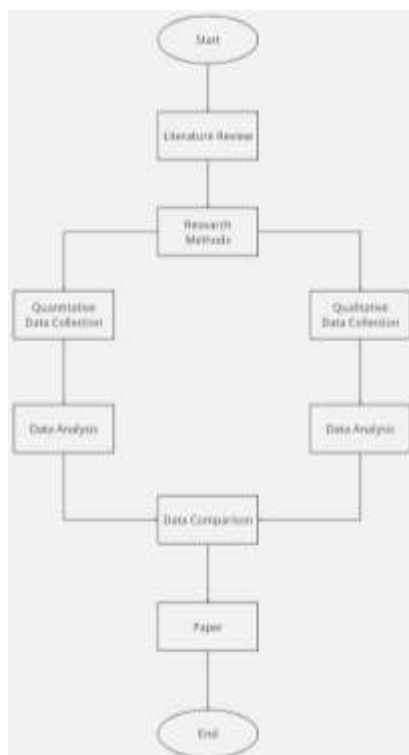 Start
Literature Review
Research
Methods
Quantitative
Data Collection
Qualitative
Data Collection
Data Analysis
Data Analysis
Data Comparison
Paper
End